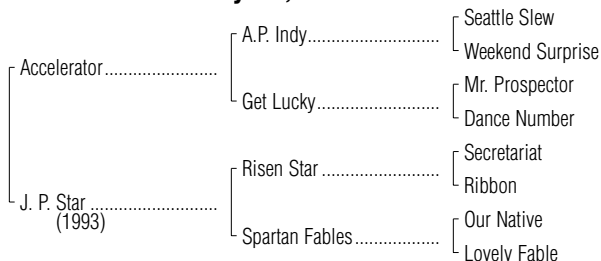 Seattle Slew
A.P. Indy
Weekend Surprise
Accelerator
Mr. Prospector
Get Lucky
Dance Number
Secretariat
Risen Star
Ribbon
J. P. Star
(1993)
Our Native
Spartan Fables
Lovely Fable